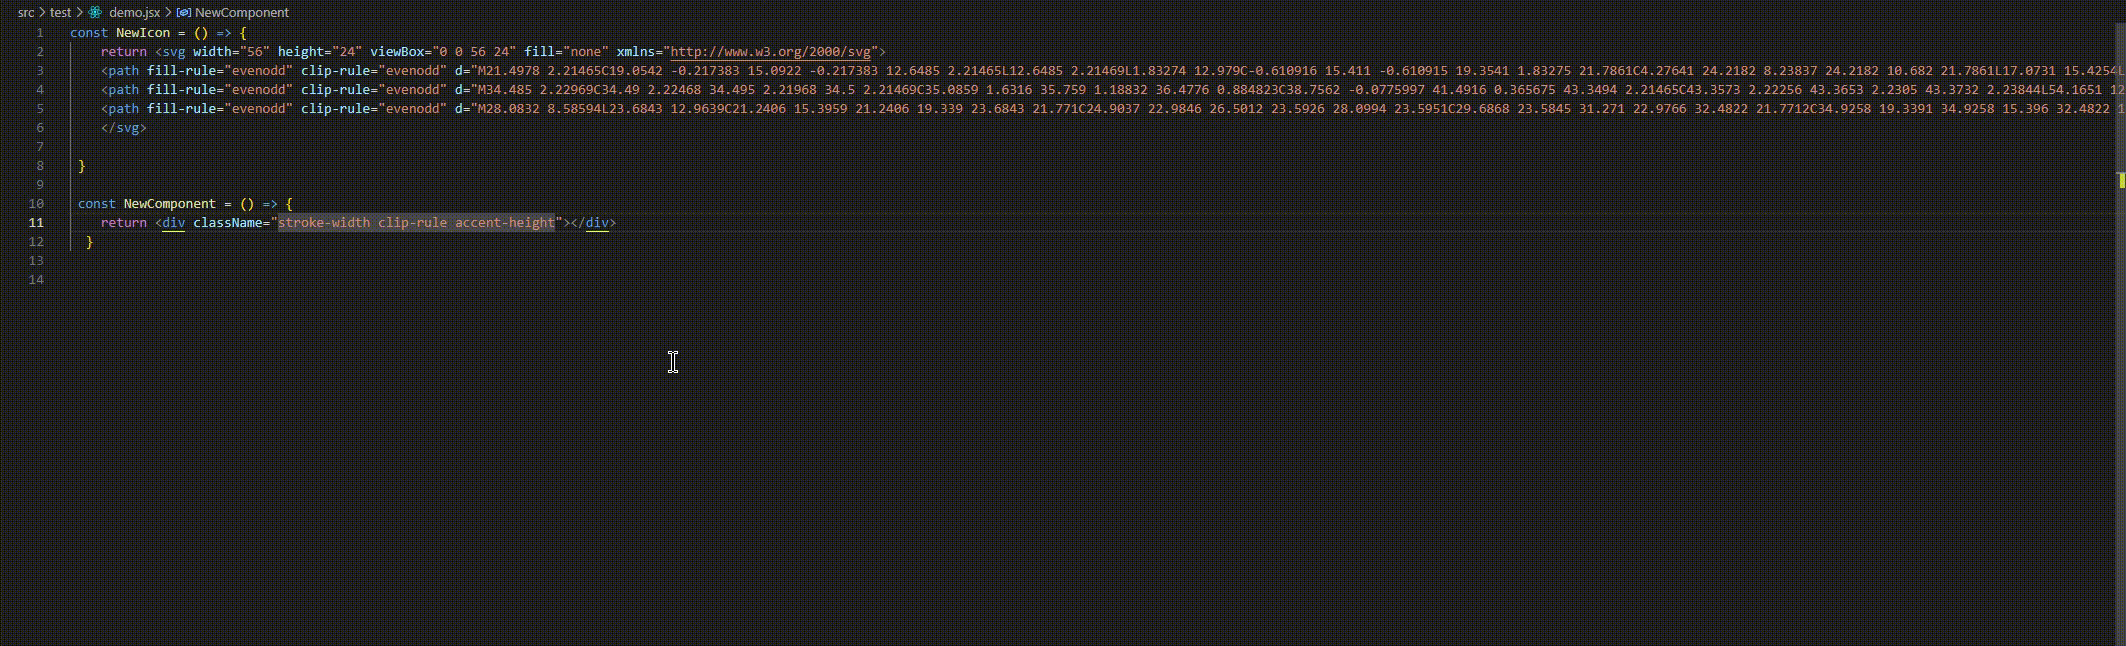 src > test > demo.jsx > NewComponent
1 const NewIcon = () => {
2 return <svg width="56" height="24" viewBox="0 0 56 24" fill="none" xmlns="http://www.w3.org/2000/svg">
3 <path fill-rule="evenodd" clip-rule="evenodd" d="M21.4978 2.21465C19.0542 -0.217383 15.0922 -0.217383 12.6485 2.21465L12.6485 2.21469L1.83274 12.979C-0.610916 15.411 -0.610915 19.3541 1.83275 21.7861C4.27641 24.2182 8.23837 24.2182 10.682 21.7861L17.0731 15.4254L
4 <path fill-rule="evenodd" clip-rule="evenodd" d="M34.485 2.22969C34.49 2.22468 34.495 2.21968 34.5 2.21469C35.0859 1.6316 35.759 1.18832 36.4776 0.884823C38.7562 -0.0775997 41.4916 0.365675 43.3494 2.21465C43.3573 2.22256 43.3653 2.2305 43.3732 2.23844L54.1651 12
5 <path fill-rule="evenodd" clip-rule="evenodd" d="M28.0832 8.58594L23.6843 12.9639C21.2406 15.3959 21.2406 19.339 23.6843 21.771C24.9037 22.9846 26.5012 23.5926 28.0994 23.5951C29.6868 23.5845 31.271 22.9766 32.4822 21.7712C34.9258 19.3391 34.9258 15.396 32.4822 1
6 </svg>
7
8 }
9
10 const NewComponent = () => {
11 return <div className="stroke-width clip-rule accent-height"></div>
12 }
13
14